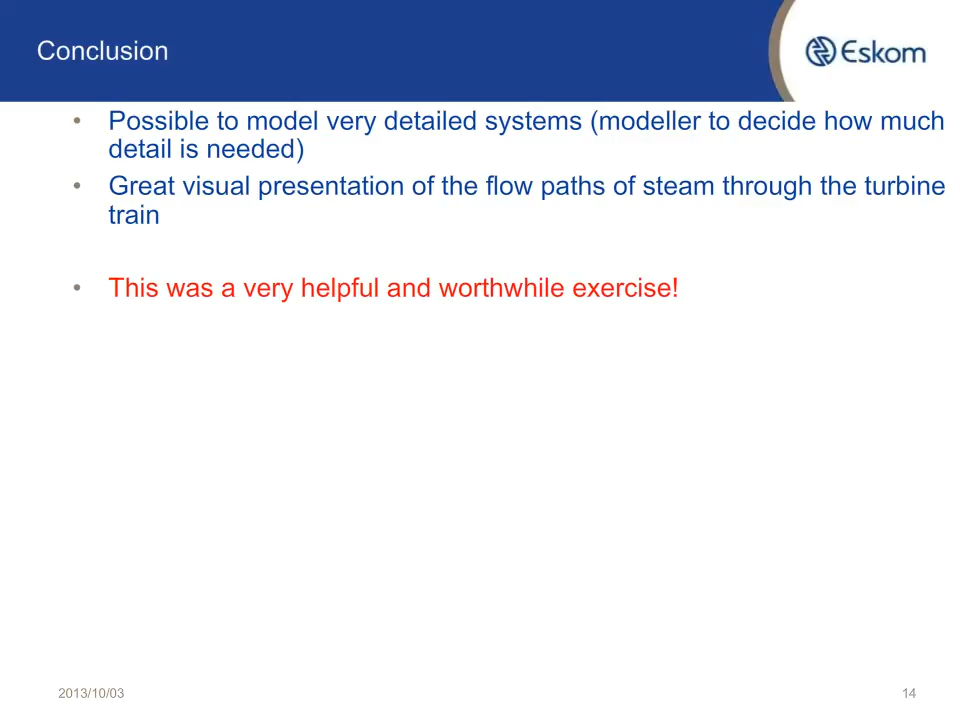 Conclusion
Eskom
• Possible to model very detailed systems (modeller to decide how much
detail is needed)
• Great visual presentation of the flow paths of steam through the turbine
train
• This was a very helpful and worthwhile exercise!
2013/10/03
14